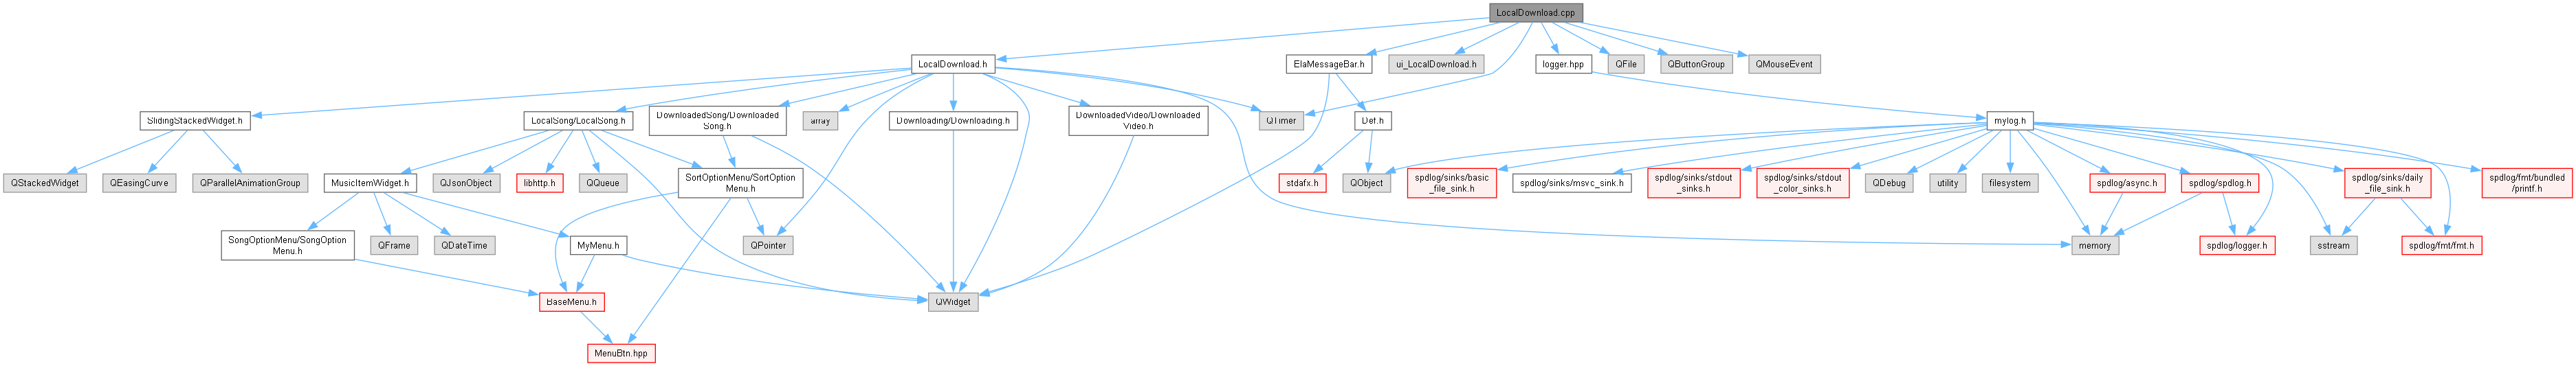 LocalDownload.cpp
LocalDownload.h
ElaMessageBar.h
ui_LocalDownload.h
logger.hpp
QFile
QButtonGroup
QMouseEvent
SlidingStackedWidget.h
LocalSong/LocalSong.h
DownloadedSong/Downloaded
Song.h
array
Downloading/Downloading.h
DownloadedVideo/Downloaded
Video.h
QTimer
Def.h
mylog.h
QStackedWidget
QEasingCurve
QParallelAnimationGroup
MusicItemWidget.h
QJsonObject
libhttp.h
QQueue
SortOptionMenu/SortOption
Menu.h
stdafx.h
QObject
spdlog/sinks/basic
_file_sink.h
spdlog/sinks/msvc_sink.h
spdlog/sinks/stdout
_sinks.h
spdlog/sinks/stdout
_color_sinks.h
QDebug
utility
filesystem
spdlog/async.h
spdlog/spdlog.h
spdlog/sinks/daily
_file_sink.h
spdlog/fmt/bundled
/printf.h
SongOptionMenu/SongOption
Menu.h
QFrame
QDateTime
MyMenu.h
QPointer
memory
spdlog/logger.h
sstream
spdlog/fmt/fmt.h
BaseMenu.h
QWidget
MenuBtn.hpp